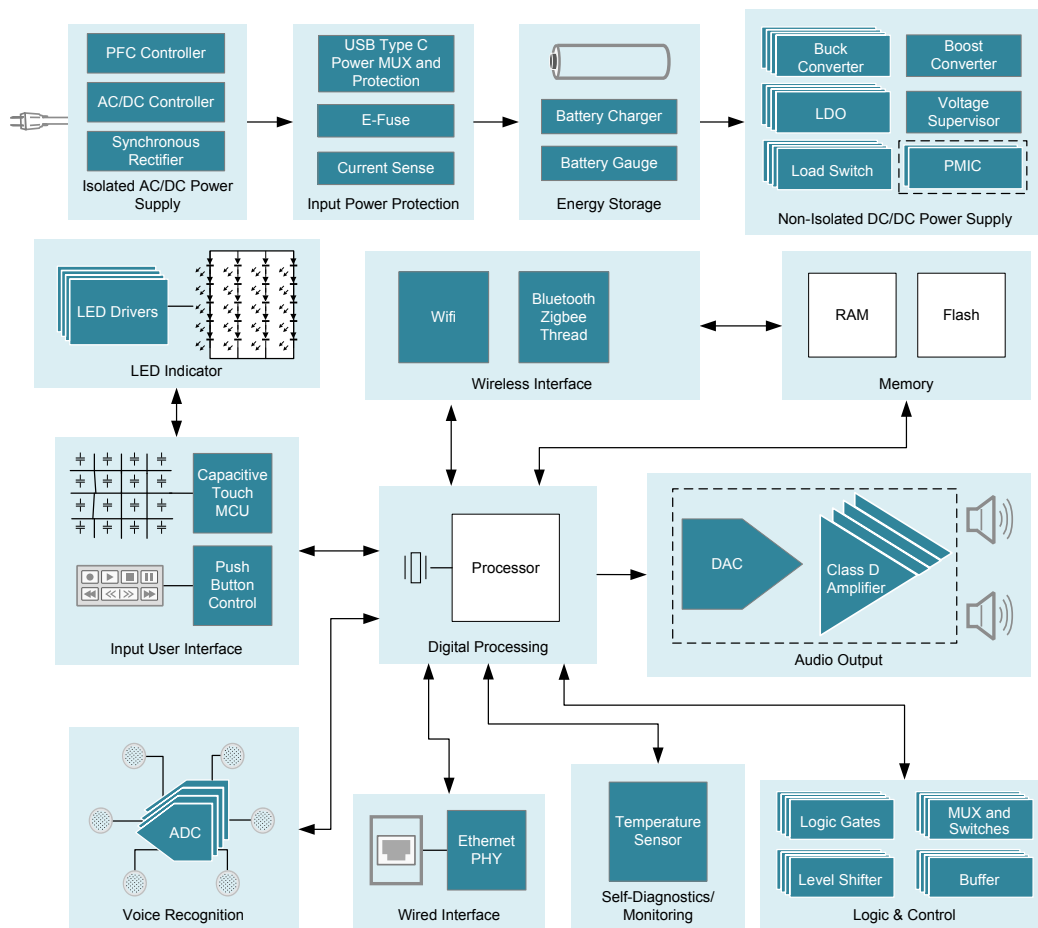 PFC Controller
AC/DC Controller
Synchronous
Rectifier
Isolated AC/DC Power
Supply
USB Type C
Power MUX and
Protection
E-Fuse
Current Sense
Input Power Protection
Battery Charger
Battery Gauge
Energy Storage
Buck
Converter
Boost
Converter
LDO
Voltage
Supervisor
Load Switch
PMIC
Non-Isolated DC/DC Power Supply
LED Drivers
LED Indicator
Wifi
Bluetooth
Zigbee
Thread
Wireless Interface
RAM
Flash
Memory
Capacitive
Touch
MCU
Push
Button
Control
Input User Interface
Processor
Digital Processing
DAC
Class D
Amplifier
Audio Output
ADC
Voice Recognition
Ethernet
PHY
Wired Interface
Temperature
Sensor
Self-Diagnostics/
Monitoring
Logic Gates
MUX and
Switches
Level Shifter
Buffer
Logic & Control